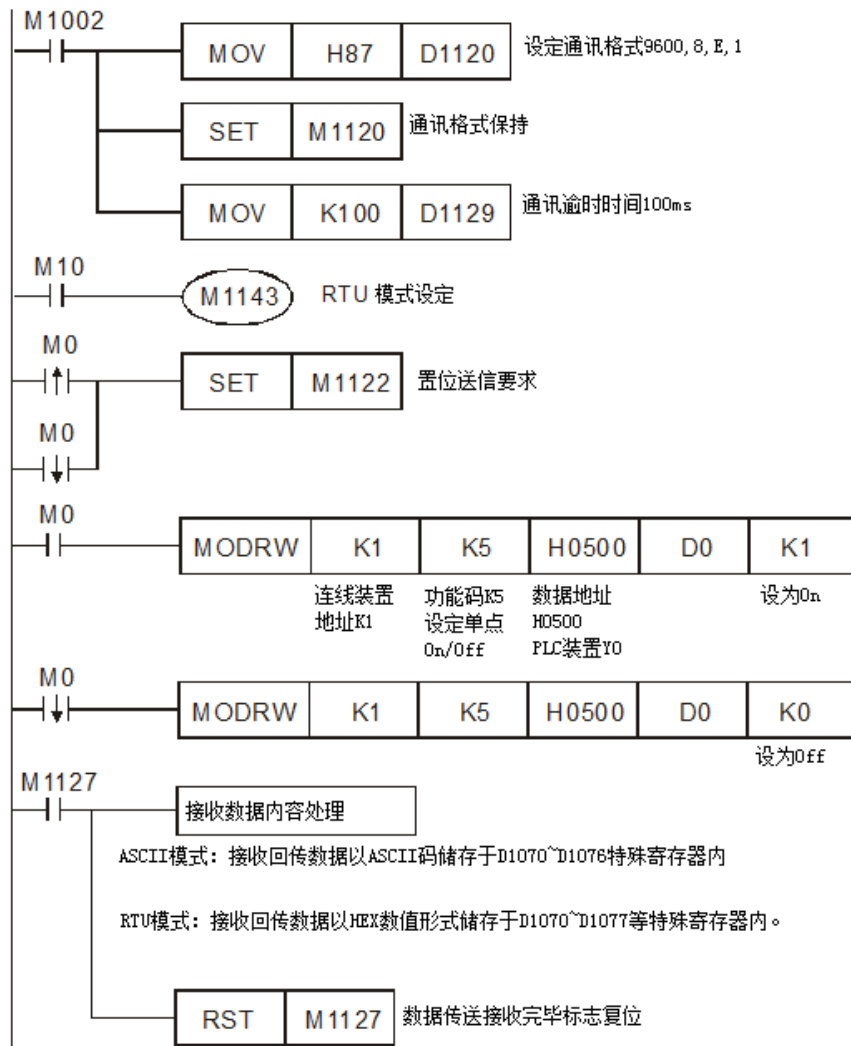 M1002
MOV H87 D1120 设定通讯格式9600,8,E,1
SET M1120 通讯格式保持
MOV K100 D1129 通讯逾时时间100ms
M10
M1143 RTU 模式设定
M0
SET M1122 置位送信要求
M0
M0
MODRW K1 K5 H0500 D0 K1
连线装置 功能码K5 数据地址 设为On
地址K1 设定单点 H0500
On/Off PLC装置Y0
M0
MODRW K1 K5 H0500 D0 K0
设为Off
M1127
接收数据内容处理
ASCII模式：接收回传数据以ASCII码储存于D1070~D1076特殊寄存器内
RTU模式：接收回传数据以HEX数值形式储存于D1070~D1077等特殊寄存器内。
RST M1127 数据传送接收完毕标志复位